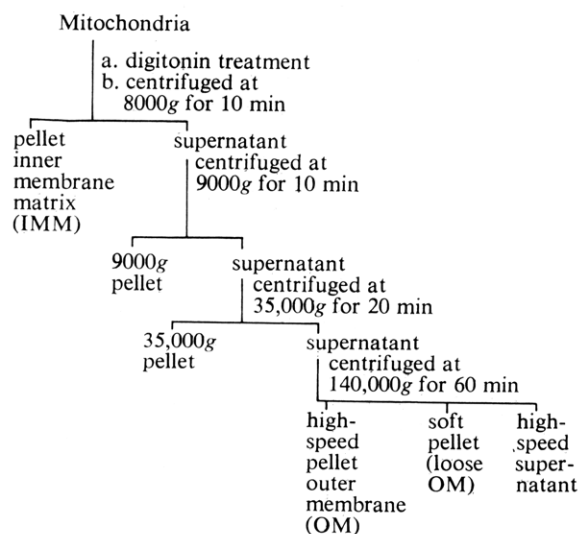 Mitochondria
a. digitonin treatment
b. centrifuged at
8000g for 10 min
pellet
inner
membrane
matrix
(IMM)
supernatant
centrifuged at
9000g for 10 min
9000g
pellet
supernatant
centrifuged at
35,000g for 20 min
35,000g
pellet
supernatant
centrifuged at
140,000g for 60 min
high-
speed
pellet
outer
membrane
(OM)
soft
pellet
(loose
OM)
high-
speed
super-
natant